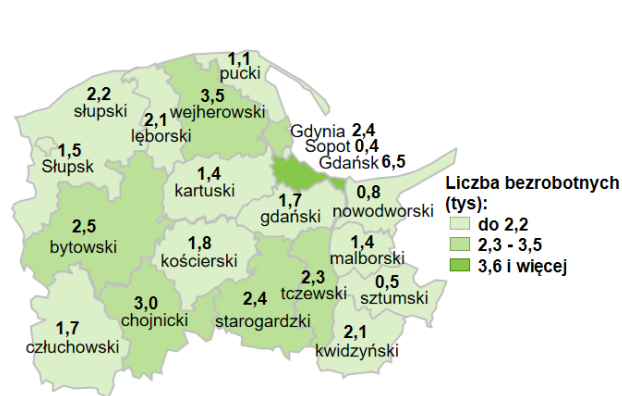 1,1
pucki
2,2
słupski
2,1
lęborski
3,5
wejherowski
Gdynia 2,4
Sopot 0,4
Gdańsk 6,5
1,5
Słupsk
1,4
kartuski
1,7
gdański
0,8
nowodworski
2,5
bytowski
1,8
kościerski
1,4
malborski
3,0
chojnicki
2,4
starogardzki
2,3
tczewski
0,5
sztumski
1,7
człuchowski
2,1
kwidzyński
Liczba bezrobotnych
(tys):
do 2,2
2,3 - 3,5
3,6 i więcej